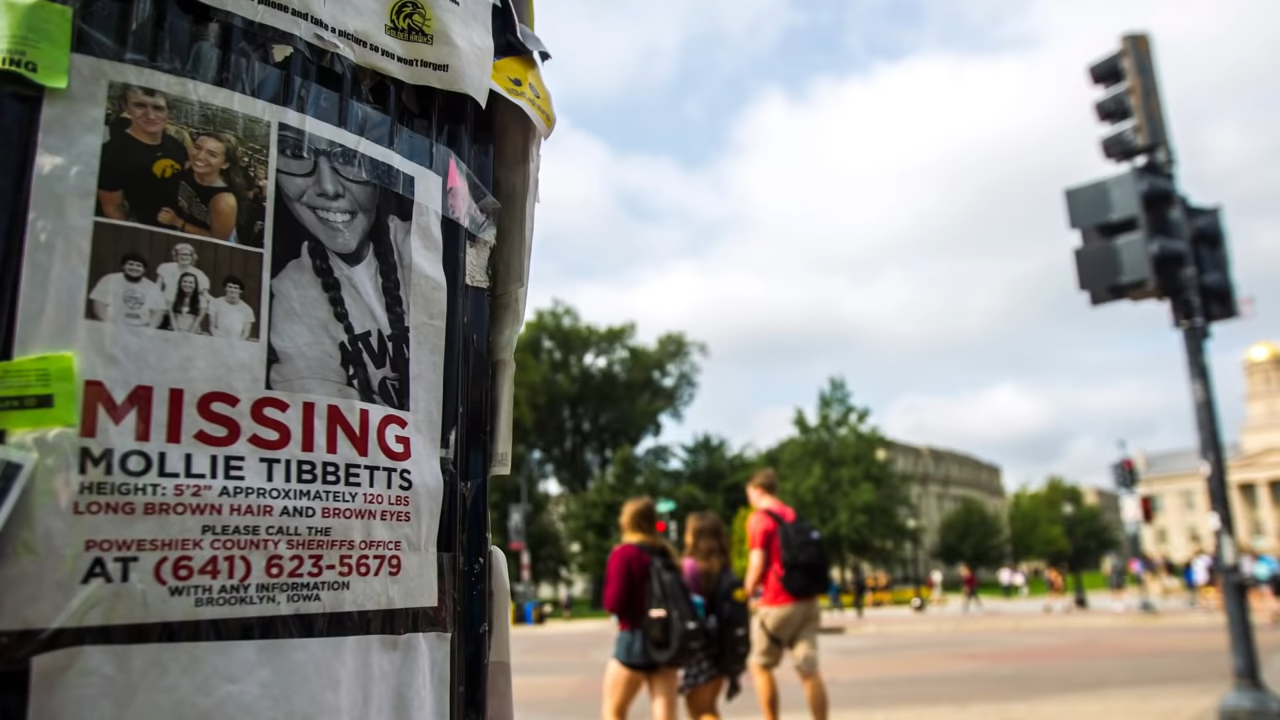 phone and take a picture so you won't forget!
GOLDEN HAWKS
ING
MISSING
MOLLIE TIBBETTS
HEIGHT: 5'2" APPROXIMATELY 120 LBS
LONG BROWN HAIR AND BROWN EYES
PLEASE CALL THE
POWESHIEK COUNTY SHERIFFS OFFICE
AT (641) 623-5679
WITH ANY INFORMATION
BROOKLYN, IOWA